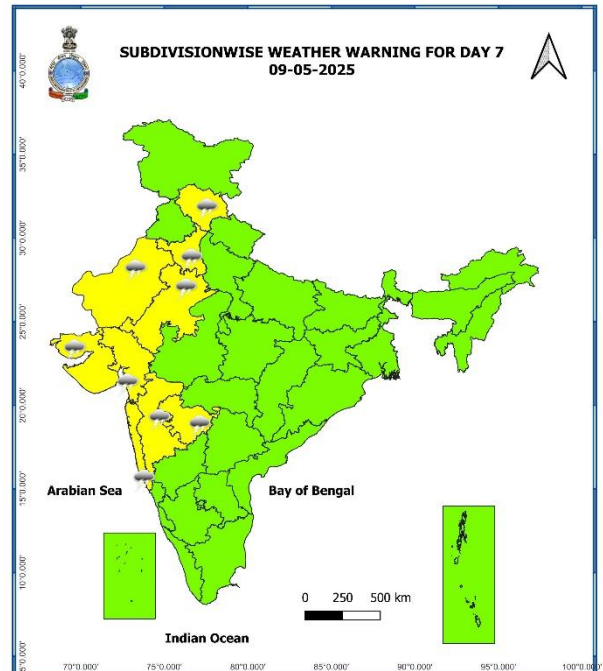 SUBDIVISIONWISE WEATHER WARNING FOR DAY 7
09-05-2025
40°0.000'
35°0.000'
30°0.000'
25°0.000'
20°0.000'
15°0.000'
10°0.000'
5°0.000'
Arabian Sea
Bay of Bengal
0 250 500 km
Indian Ocean
70°0.000' 75°0.000' 80°0.000' 85°0.000' 90°0.000' 95°0.000' 100°0.000'